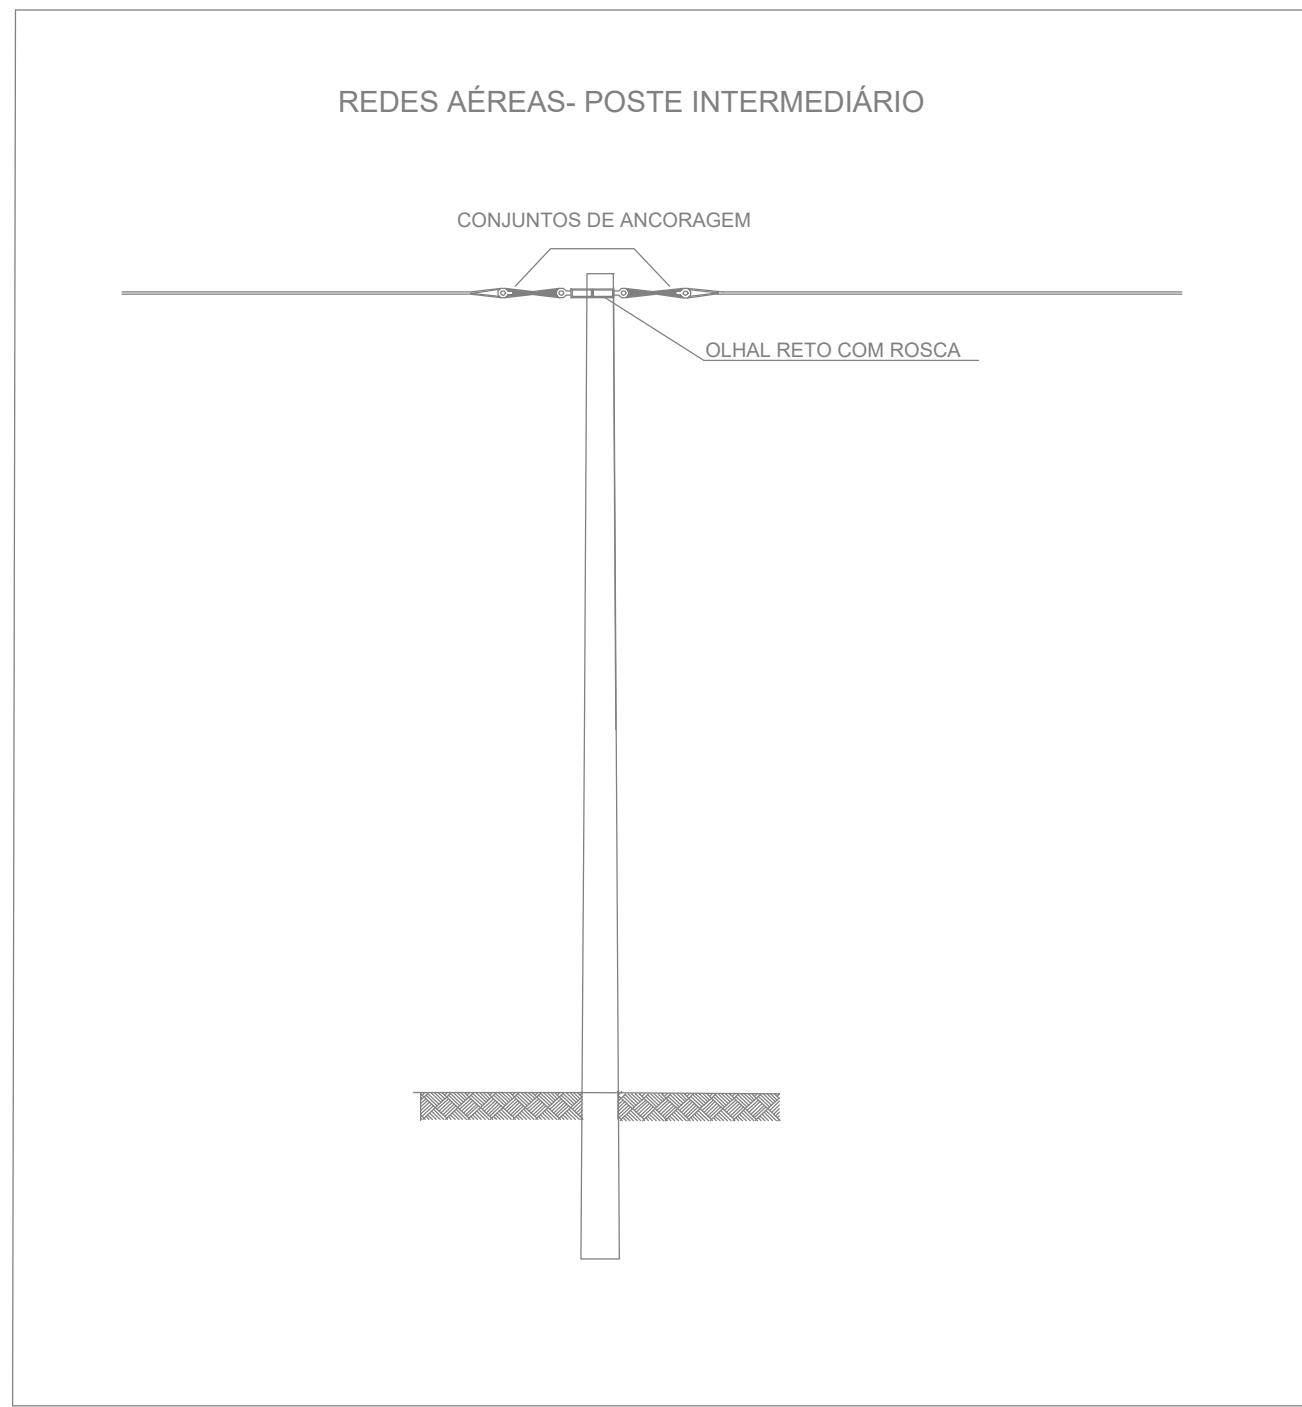 REDES AÉREAS- POSTE INTERMEDIÁRIO
CONJUNTOS DE ANCORAGEM
OLHAL RETO COM ROSCA